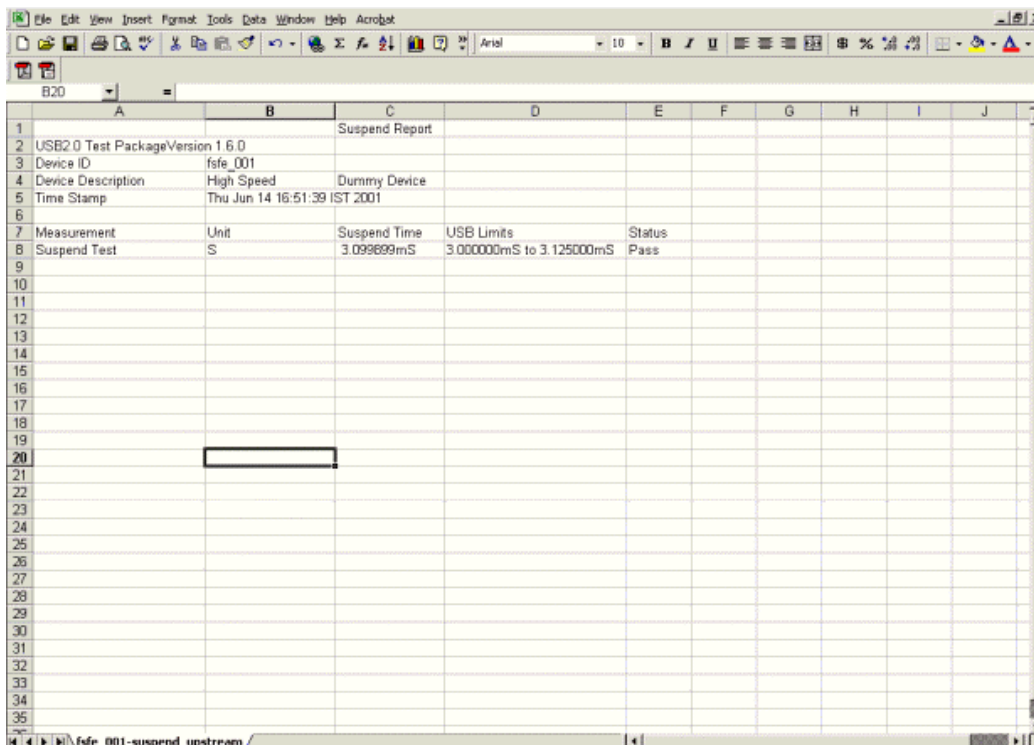 File Edit View Insert Format Tools Data Window Help Acrobat
Arial 10 B I U $ %
B20 =
A B C D E F G H I J
1 Suspend Report
2 USB2.0 Test PackageVersion 1.6.0
3 Device ID fsfe_001
4 Device Description High Speed Dummy Device
5 Time Stamp Thu Jun 14 16:51:39 IST 2001
6
7 Measurement Unit Suspend Time USB Limits Status
8 Suspend Test S 3.099699mS 3.000000mS to 3.125000mS Pass
9
10
11
12
13
14
15
16
17
18
19
20
21
22
23
24
25
26
27
28
29
30
31
32
33
34
35
fsfe_001-suspend_upstream